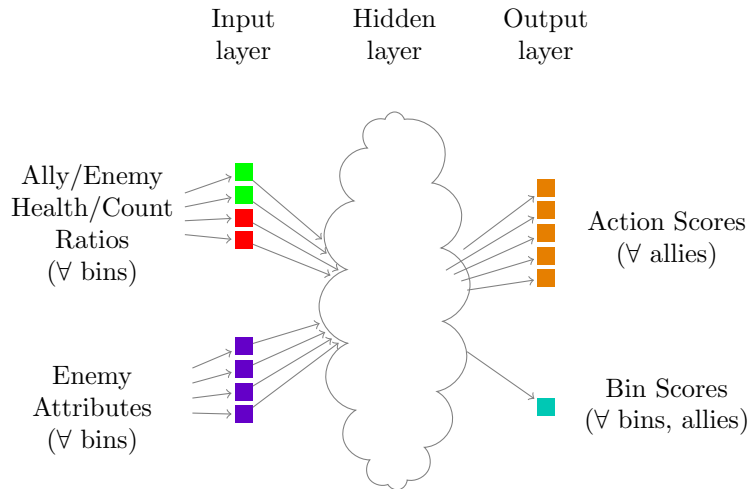 Input
layer
Hidden
layer
Output
layer
Ally/Enemy
Health/Count
Ratios
(∀ bins)
Action Scores
(∀ allies)
Enemy
Attributes
(∀ bins)
Bin Scores
(∀ bins, allies)